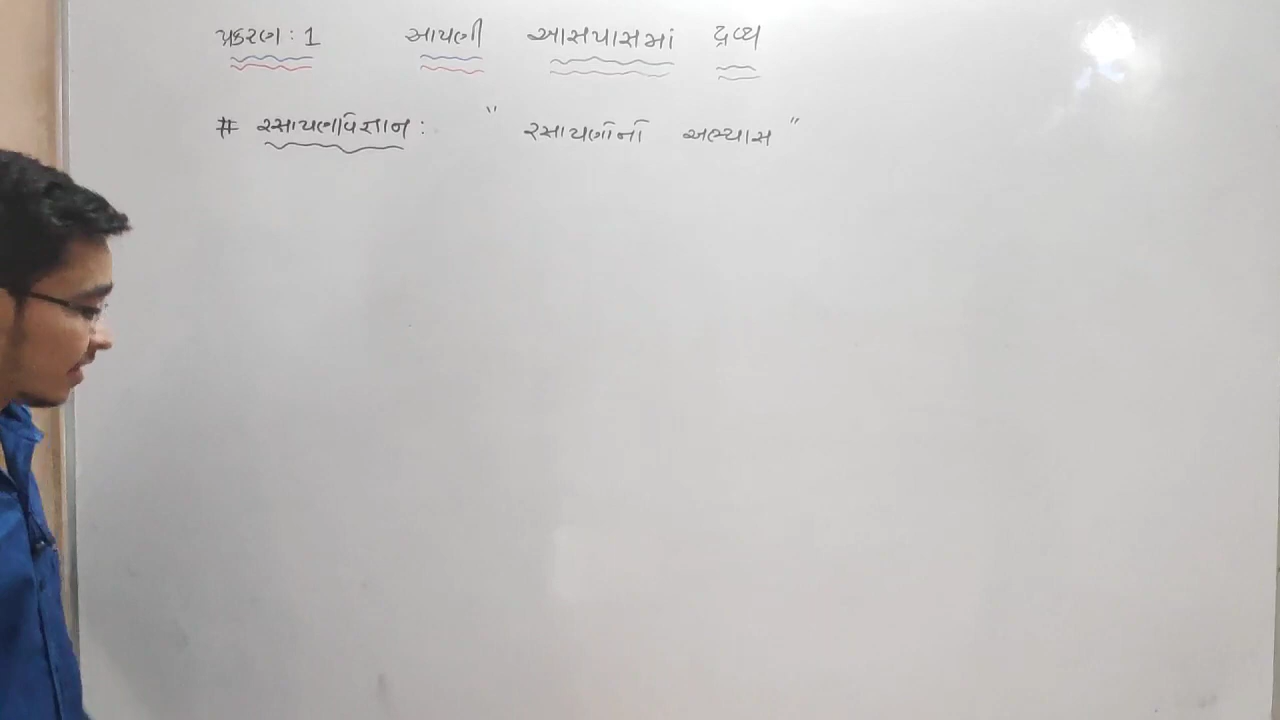 પ્રકરણ : 1 આપણી આસપાસમાં દ્રવ્ય
# રસાયણવિજ્ઞાન : " રસાયણોનો અભ્યાસ "